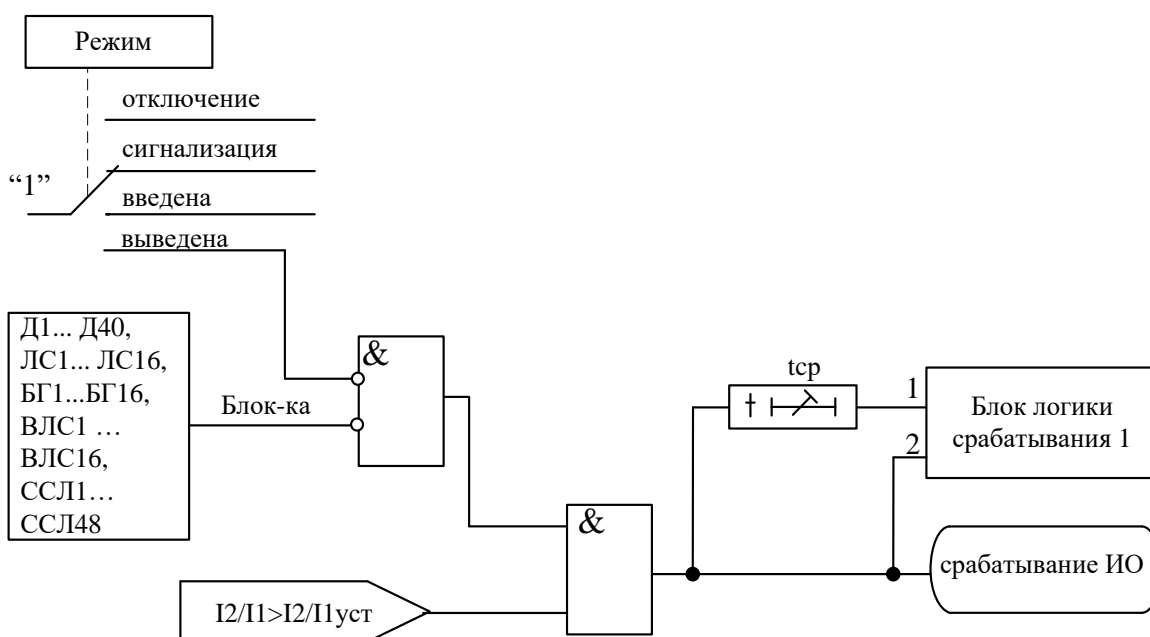 Режим
отключение
сигнализация
“1”
введена
выведена
Д1... Д40,
ЛС1... ЛС16,
БГ1...БГ16,
ВЛС1 …
ВЛС16,
ССЛ1…
ССЛ48
Блок-ка
&
&
I2/I1>I2/I1уст
tср
1
2
Блок логики
срабатывания 1
срабатывание ИО